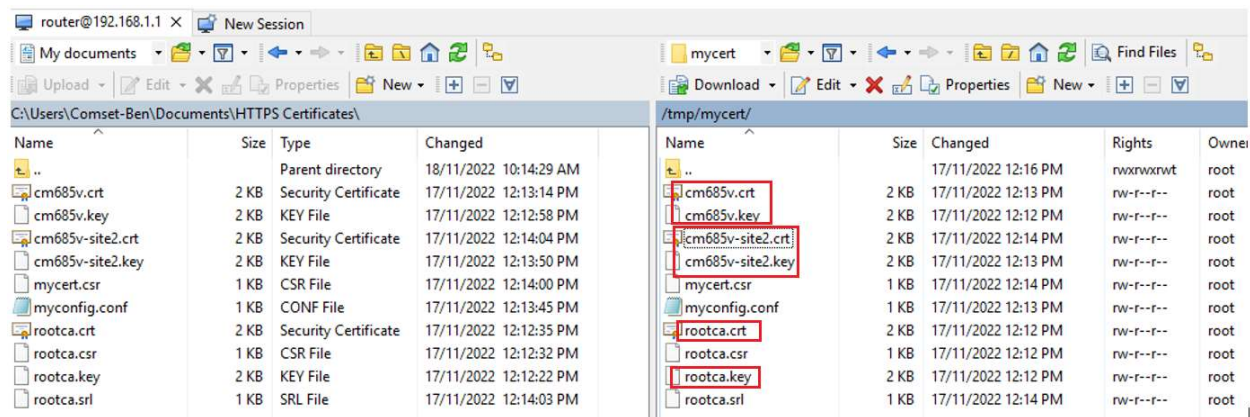 router@192.168.1.1 × New Session
My documents
Upload Edit Properties New
C:\Users\Comset-Ben\Documents\HTTPS Certificates\
Name Size Type Changed
.. Parent directory 18/11/2022 10:14:29 AM
cm685v.crt 2 KB Security Certificate 17/11/2022 12:13:14 PM
cm685v.key 2 KB KEY File 17/11/2022 12:12:58 PM
cm685v-site2.crt 2 KB Security Certificate 17/11/2022 12:14:04 PM
cm685v-site2.key 2 KB KEY File 17/11/2022 12:13:50 PM
mycert.csr 1 KB CSR File 17/11/2022 12:14:00 PM
myconfig.conf 1 KB CONF File 17/11/2022 12:13:45 PM
rootca.crt 2 KB Security Certificate 17/11/2022 12:12:35 PM
rootca.csr 1 KB CSR File 17/11/2022 12:12:32 PM
rootca.key 2 KB KEY File 17/11/2022 12:12:22 PM
rootca.srl 1 KB SRL File 17/11/2022 12:14:03 PM
mycert Find Files
Download Edit Properties New
/tmp/mycert/
Name Size Changed Rights Owner
.. 17/11/2022 12:16 PM rwxrwxrwt root
cm685v.crt 2 KB 17/11/2022 12:13 PM rw-r--r-- root
cm685v.key 2 KB 17/11/2022 12:12 PM rw-r--r-- root
cm685v-site2.crt 2 KB 17/11/2022 12:14 PM rw-r--r-- root
cm685v-site2.key 2 KB 17/11/2022 12:13 PM rw-r--r-- root
mycert.csr 1 KB 17/11/2022 12:14 PM rw-r--r-- root
myconfig.conf 1 KB 17/11/2022 12:13 PM rw-r--r-- root
rootca.crt 2 KB 17/11/2022 12:12 PM rw-r--r-- root
rootca.csr 1 KB 17/11/2022 12:12 PM rw-r--r-- root
rootca.key 2 KB 17/11/2022 12:12 PM rw-r--r-- root
rootca.srl 1 KB 17/11/2022 12:14 PM rw-r--r-- root